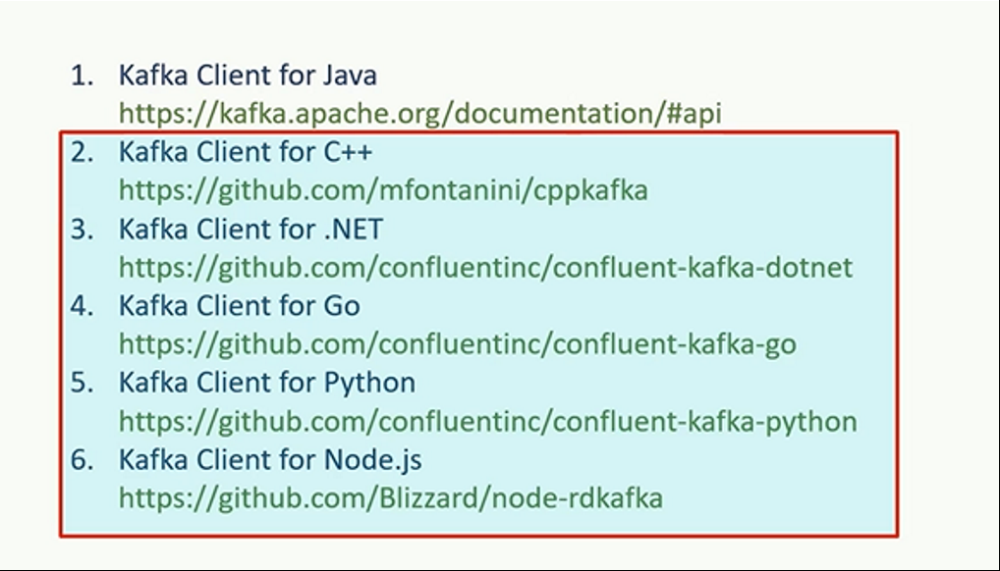 1. Kafka Client for Java
https://kafka.apache.org/documentation/#api
2. Kafka Client for C++
https://github.com/mfontanini/cppkafka
3. Kafka Client for .NET
https://github.com/confluentinc/confluent-kafka-dotnet
4. Kafka Client for Go
https://github.com/confluentinc/confluent-kafka-go
5. Kafka Client for Python
https://github.com/confluentinc/confluent-kafka-python
6. Kafka Client for Node.js
https://github.com/Blizzard/node-rdkafka